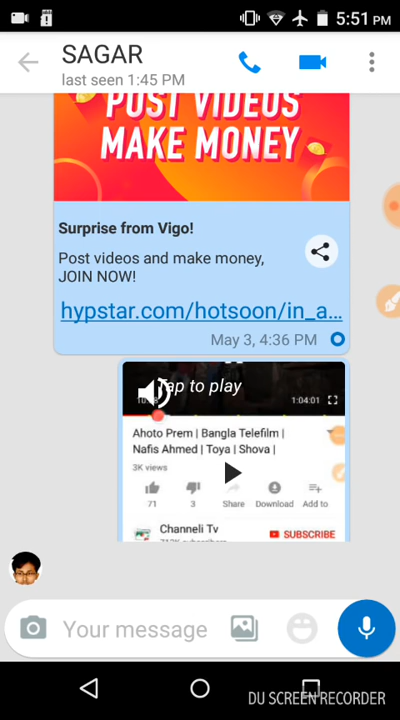 5:51 PM
SAGAR
last seen 1:45 PM
POST VIDEOS
MAKE MONEY
Surprise from Vigo!
Post videos and make money,
JOIN NOW!
hypstar.com/hotsoon/in_a...
May 3, 4:36 PM
Tap to play
1:04:01
Ahoto Prem | Bangla Telefilm |
Nafis Ahmed | Toya | Shova |
3K views
71
3
Share
Download
Add to
Channeli Tv
SUBSCRIBE
Your message
DU SCREEN RECORDER